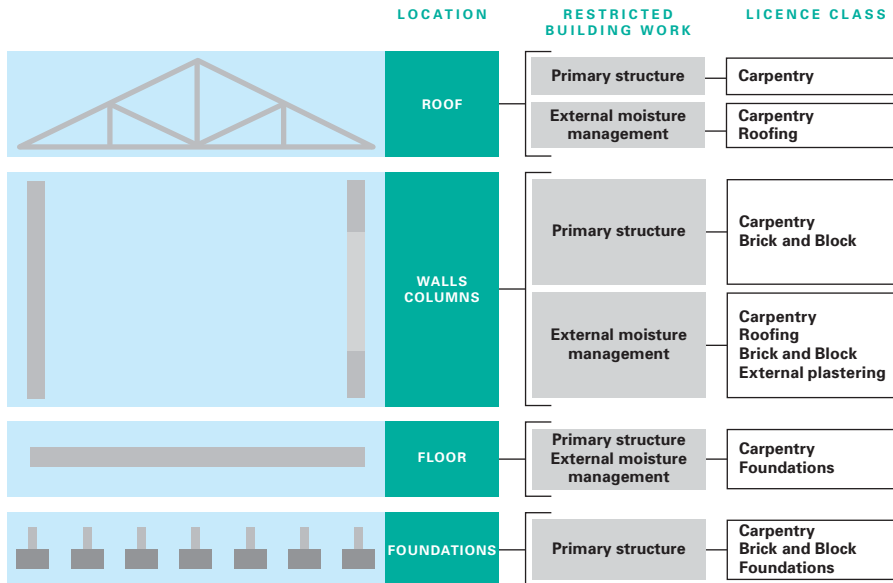 LOCATION
RESTRICTED
BUILDING WORK
LICENCE CLASS
ROOF
Primary structure
Carpentry
External moisture
management
Carpentry
Roofing
WALLS
COLUMNS
Primary structure
Carpentry
Brick and Block
External moisture
management
Carpentry
Roofing
Brick and Block
External plastering
FLOOR
Primary structure
External moisture
management
Carpentry
Foundations
FOUNDATIONS
Primary structure
Carpentry
Brick and Block
Foundations